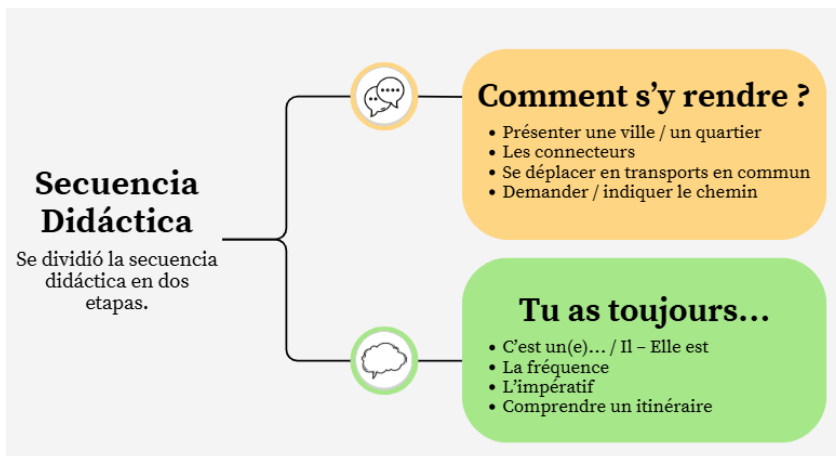 Secuencia
Didáctica
Se dividió la secuencia
didáctica en dos
etapas.
Comment s'y rendre ?
• Présenter une ville / un quartier
• Les connecteurs
• Se déplacer en transports en commun
• Demander / indiquer le chemin
Tu as toujours…
• C'est un(e)… / Il – Elle est
• La fréquence
• L'impératif
• Comprendre un itinéraire